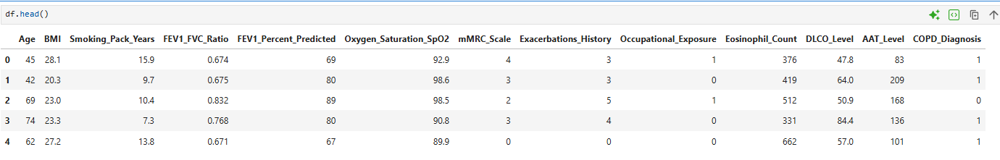 df.head()
Age BMI Smoking_Pack_Years FEV1_FVC_Ratio FEV1_Percent_Predicted Oxygen_Saturation_SpO2 mMRC_Scale Exacerbations_History Occupational_Exposure Eosinophil_Count DLCO_Level AAT_Level COPD_Diagnosis
0 45 28.1 15.9 0.674 69 92.9 4 3 1 376 47.8 83 1
1 42 20.3 9.7 0.675 80 98.6 3 3 0 419 64.0 209 1
2 69 23.0 10.4 0.832 89 98.5 2 5 1 512 50.9 168 0
3 74 23.3 7.3 0.768 80 90.8 3 4 0 331 84.4 136 1
4 62 27.2 13.8 0.671 67 89.9 0 0 0 662 57.0 101 1